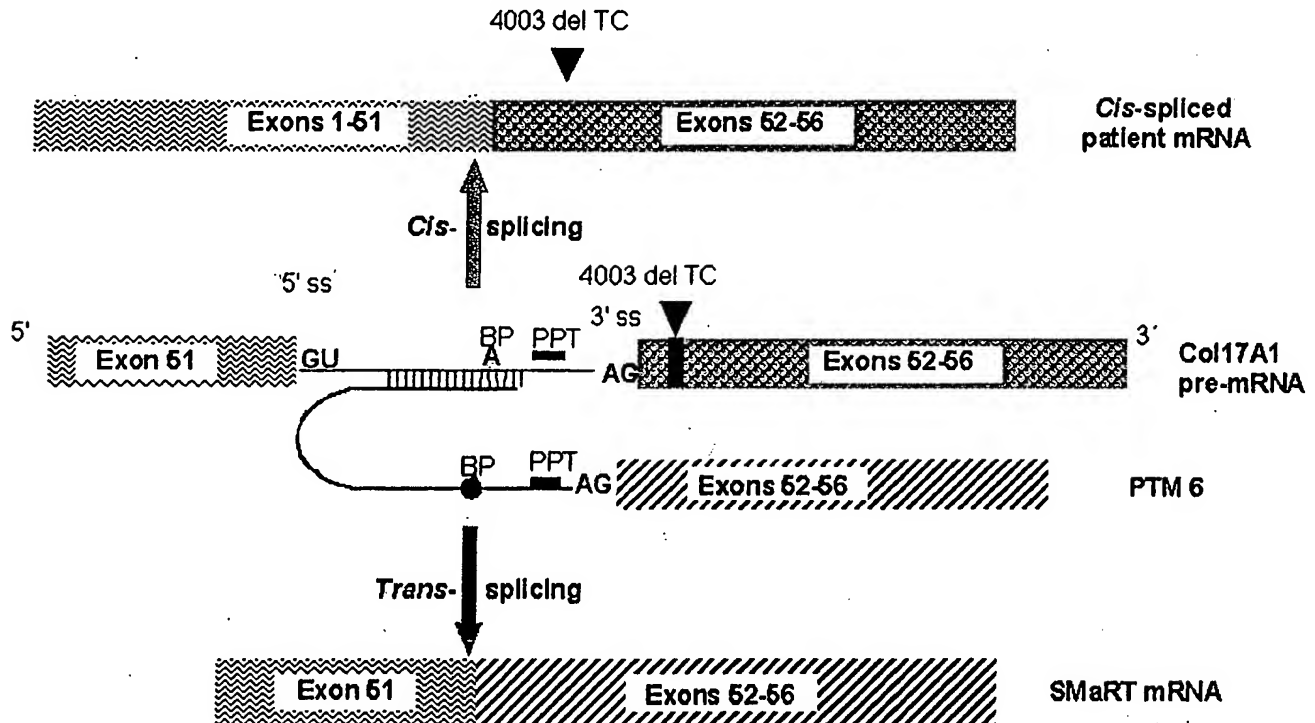 4003 del TC
Exons 1-51
Exons 52-56
Cis-spliced
patient mRNA
Cis- splicing
5' ss
4003 del TC
3' ss
5'
Exon 51
GU
BP
A
PPT
AG
Exons 52-56
3'
Col17A1
pre-mRNA
BP
PPT
AG
Exons 52-56
PTM 6
Trans- splicing
Exon 51
Exons 52-56
SMaRT mRNA